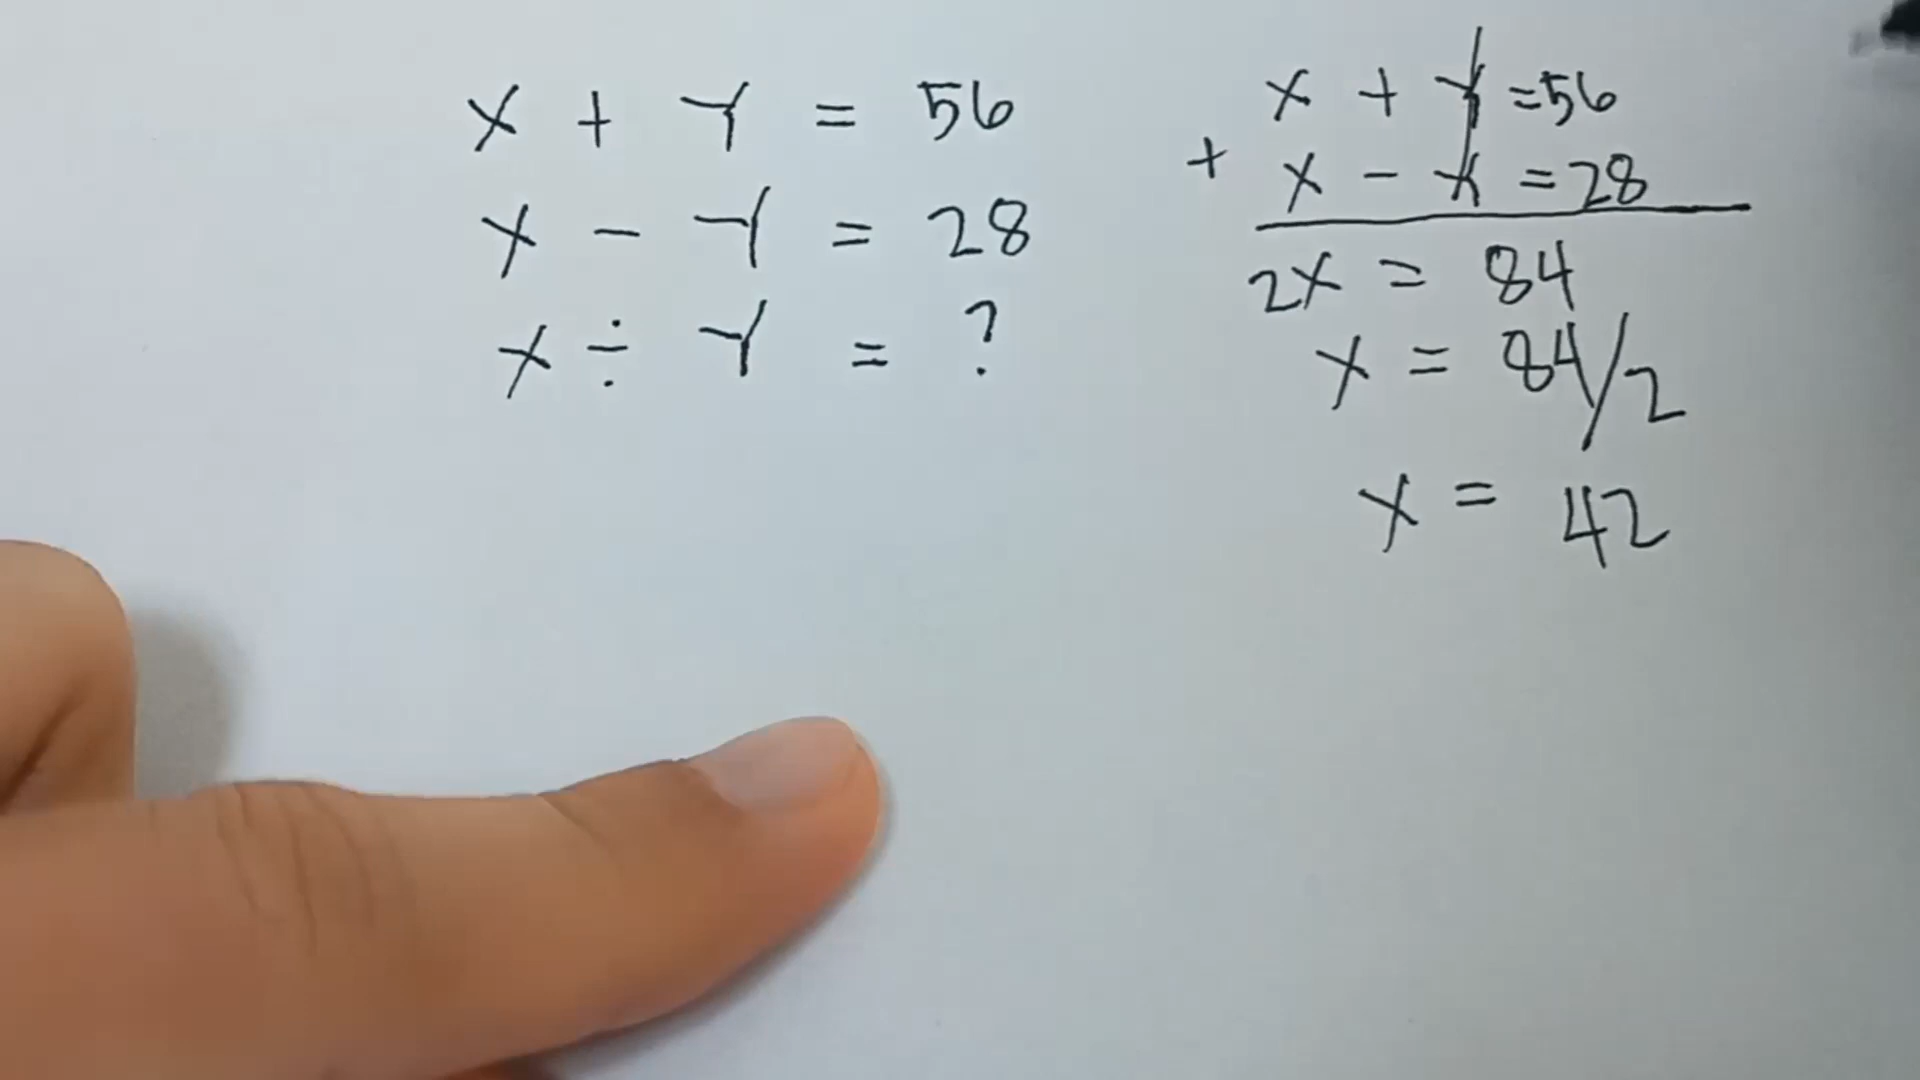 X + Y = 56
X - Y = 28
X ÷ Y = ?
X + Y = 56
+ X - Y = 28
2X = 84
X = 84/2
X = 42